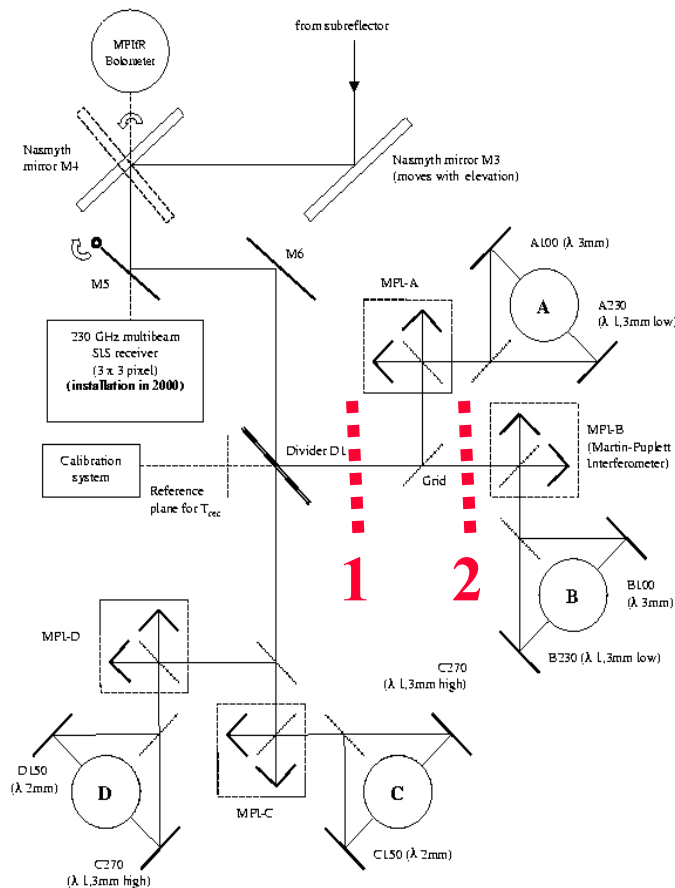 from subreflector
MPIfR
Bolometer
Nasmyth
mirror M4
Nasmyth mirror M3
(moves with elevation)
M6
M5
A100 (λ 3mm)
MPI-A
A
A230
(λ 1,3mm low)
230 GHz multibeam
SIS receiver
(3 x 3 pixel)
(installation in 2000)
MPI-B
(Martin-Puplett
Interferometer)
Divider D1
Calibration
system
Grid
Reference
plane for Trec
1
2
B
B100
(λ 3mm)
MPI-D
B230 (λ 1,3mm low)
C270
(λ 1,3mm high)
D150
(λ 2mm)
D
C
MPI-C
C270
(λ 1,3mm high)
C150 (λ 2mm)